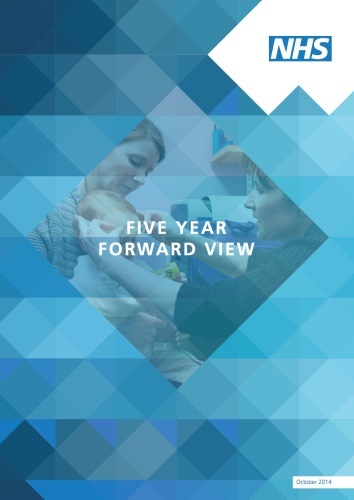 NHS
FIVE YEAR
FORWARD VIEW
October 2014